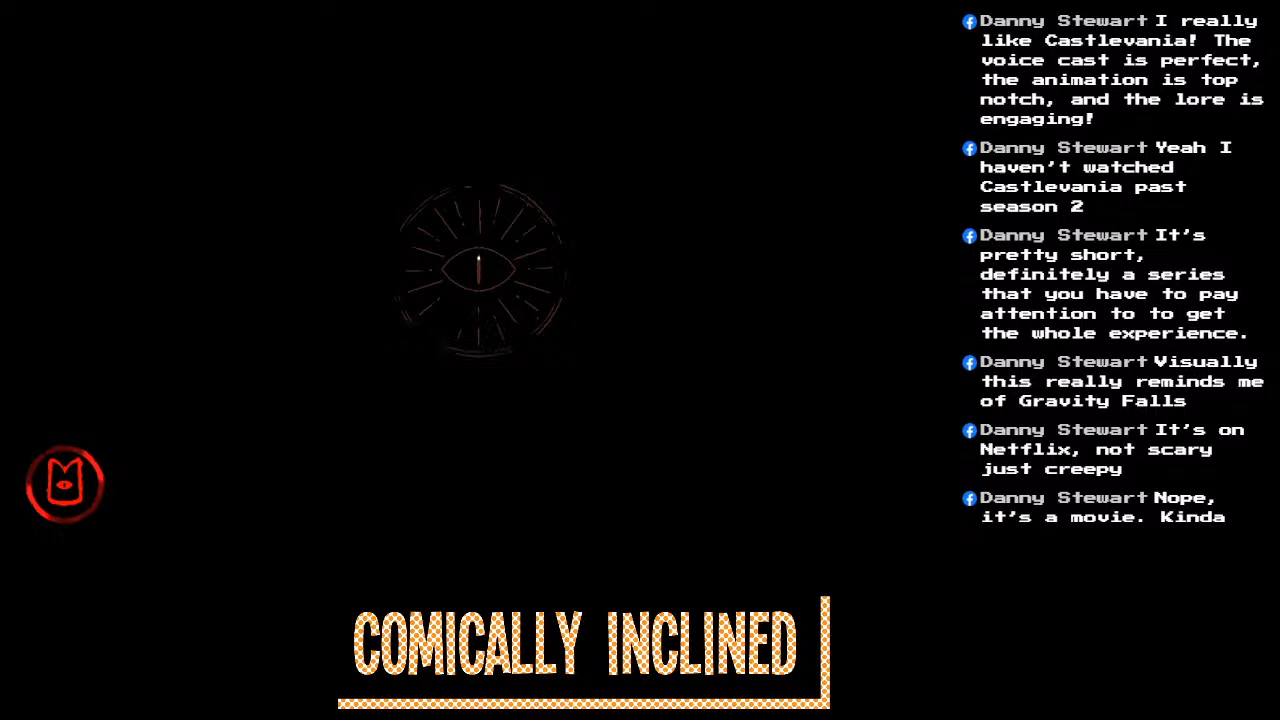 Danny Stewart I really
like Castlevania! The
voice cast is perfect,
the animation is top
notch, and the lore is
engaging!
Danny Stewart Yeah I
haven't watched
Castlevania past
season 2
Danny Stewart It's
pretty short,
definitely a series
that you have to pay
attention to to get
the whole experience.
Danny Stewart Visually
this really reminds me
of Gravity Falls
Danny Stewart It's on
Netflix, not scary
just creepy
Danny Stewart Nope,
it's a movie. Kinda
COMICALLY INCLINED